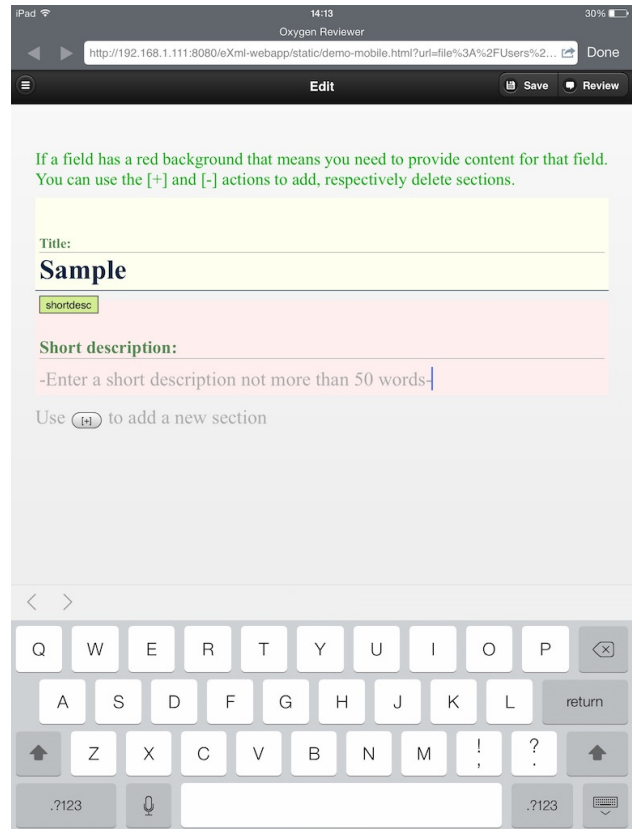 iPad 14:13 30%
Oxygen Reviewer
http://192.168.1.111:8080/eXml-webapp/static/demo-mobile.html?url=file%3A%2FUsers%2... Done
Edit Save Review
If a field has a red background that means you need to provide content for that field.
You can use the [+] and [-] actions to add, respectively delete sections.
Title:
Sample
shortdesc
Short description:
-Enter a short description not more than 50 words-
Use [+] to add a new section
Q W E R T Y U I O P
A S D F G H J K L return
Z X C V B N M ! , ? .
.?123 .?123